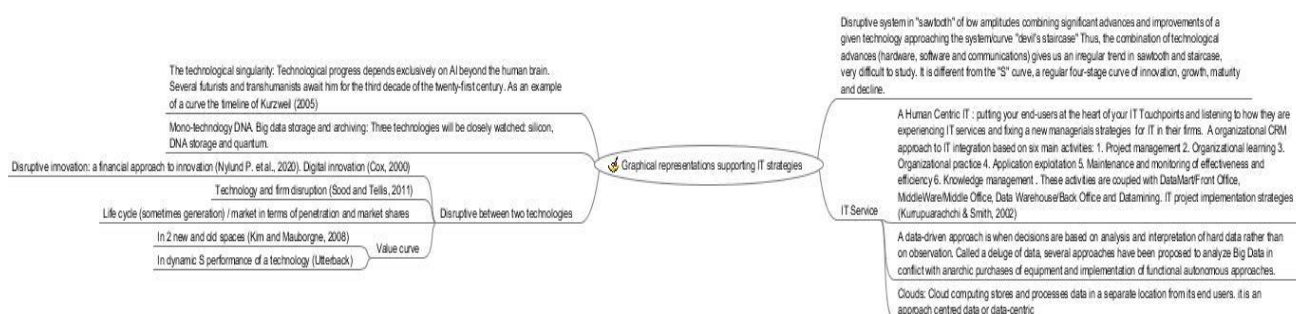 The technological singularity: Technological progress depends exclusively on AI beyond the human brain.
Several futurists and transhumanists await him for the third decade of the twenty-first century. As an example
of a curve the timeline of Kurzweil (2005)
Mono-technology DNA. Big data storage and archiving: Three technologies will be closely watched: silicon,
DNA storage and quantum.
Disruptive innovation: a financial approach to innovation (Nylund P. et.al., 2020). Digital innovation (Cox, 2000)
Technology and firm disruption (Sood and Tellis, 2011)
Life cycle (sometimes generation) / market in terms of penetration and market shares
In 2 new and old spaces (Kim and Mauborgne, 2008)
In dynamic S performance of a technology (Utterback)
Value curve
Disruptive between two technologies
Graphical representations supporting IT strategies
Disruptive system in "sawtooth" of low amplitudes combining significant advances and improvements of a
given technology approaching the system/curve "devil's staircase" Thus, the combination of technological
advances (hardware, software and communications) gives us an irregular trend in sawtooth and staircase,
very difficult to study. It is different from the "S" curve, a regular four-stage curve of innovation, growth, maturity
and decline.
IT Service
A Human Centric IT : putting your end-users at the heart of your IT Touchpoints and listening to how they are
experiencing IT services and fixing a new managerials strategies for IT in their firms. A organizational CRM
approach to IT integration based on six main activities: 1. Project management 2. Organizational learning 3.
Organizational practice 4. Application exploitation 5. Maintenance and monitoring of effectiveness and
efficiency 6. Knowledge management . These activities are coupled with DataMart/Front Office,
MiddleWare/Middle Office, Data Warehouse/Back Office and Datamining. IT project implementation strategies
(Kurrupuarachchi & Smith, 2002)
A data-driven approach is when decisions are based on analysis and interpretation of hard data rather than
on observation. Called a deluge of data, several approaches have been proposed to analyze Big Data in
conflict with anarchic purchases of equipment and implementation of functional autonomous approaches.
Clouds: Cloud computing stores and processes data in a separate location from its end users. it is an
approach centred data or data-centric